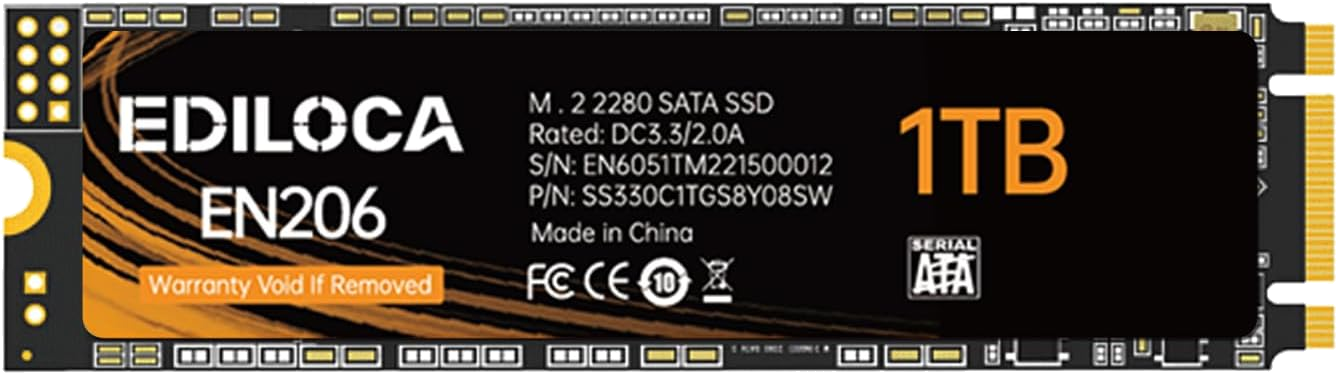 EDILOCA
EN206
Warranty Void If Removed
M . 2 2280 SATA SSD
Rated: DC3.3/2.0A
S/N: EN6051TM221500012
P/N: SS330C1TGS8Y08SW
Made in China
FC CE 10
1TB
SERIAL
ATA